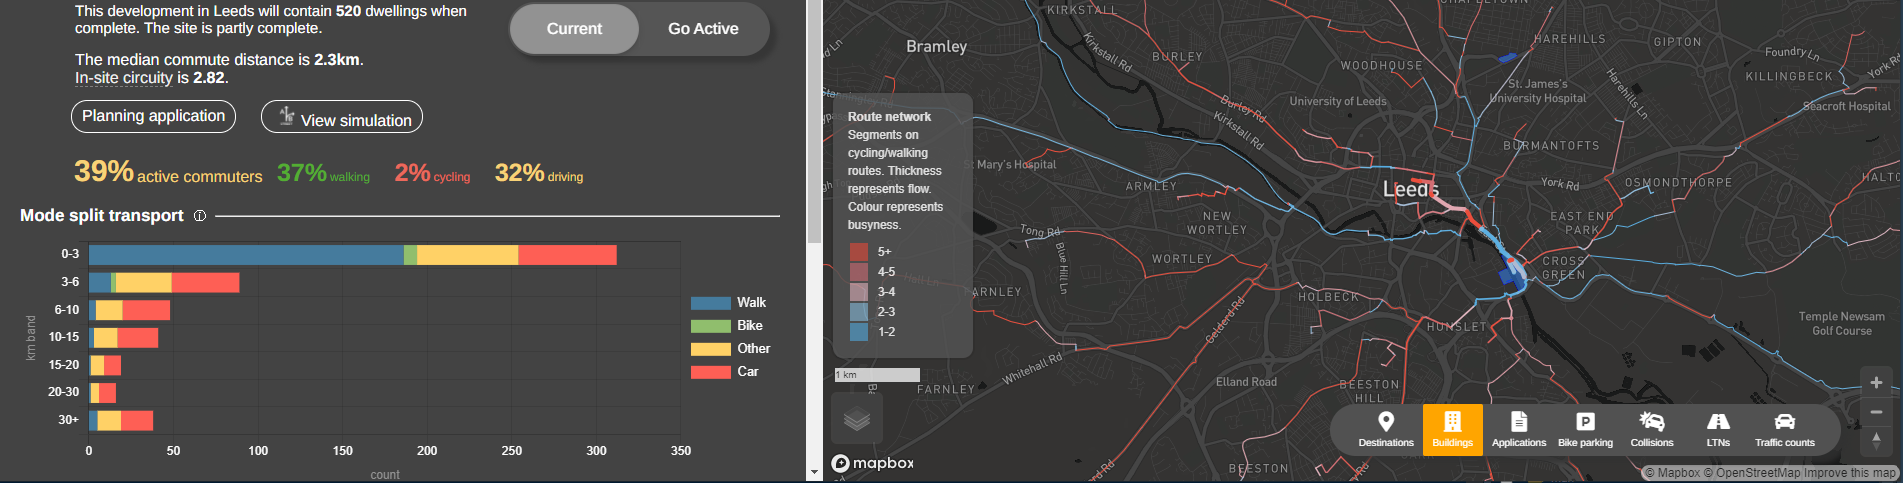 This development in Leeds will contain 520 dwellings when
complete. The site is partly complete.
The median commute distance is 2.3km.
In-site circuity is 2.82.
Current
Go Active
Planning application
View simulation
39% active commuters
37% walking
2% cycling
32% driving
Mode split transport
km band
0-3
3-6
6-10
10-15
15-20
20-30
30+
0
50
100
150
200
250
300
350
count
Walk
Bike
Other
Car
Route network
Segments on
cycling/walking
routes. Thickness
represents flow.
Colour represents
busyness.
5+
4-5
3-4
2-3
1-2
1 km
KIRKSTALL
Bramley
Kirkstall Rd
BURLEY
WOODHOUSE
HAREHILLS
GIPTON
Foundry Ln
KILLINGBECK
York Rd
Seacroft Hospital
Harehills Ln
St. James's
University Hospital
University of Leeds
Burley Rd
Kirkstall Rd
BURMANTOFTS
St Mary's Hospital
ARMLEY
Leeds
York Rd
OSMONDTHORPE
NEW
WORTLEY
EAST END
PARK
Tong Rd
Blue Hill Ln
WORTLEY
CROSS
GREEN
Hall Ln
FARNLEY
HOLBECK
Gelderd Rd
HUNSLET
Temple Newsam
Golf Course
Whitehall Rd
FARNLEY
Elland Road
BEESTON
HILL
BEESTON
Destinations
Buildings
Applications
Bike parking
Collisions
LTNs
Traffic counts
mapbox
© Mapbox © OpenStreetMap Improve this map